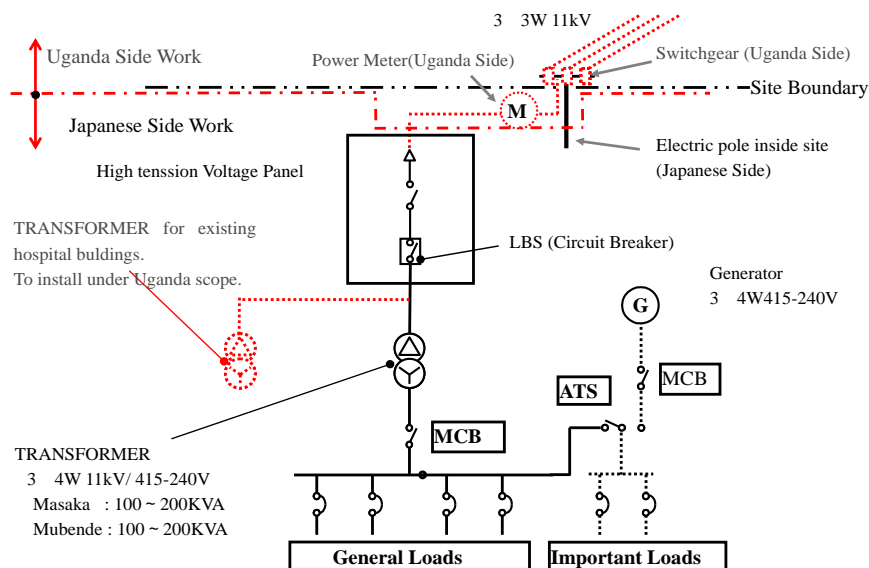 3 3W 11kV
Uganda Side Work
Power Meter(Uganda Side)
Switchgear (Uganda Side)
Site Boundary
M
Japanese Side Work
Electric pole inside site
(Japanese Side)
High tenssion Voltage Panel
TRANSFORMER for existing
hospital buldings.
To install under Uganda scope.
LBS (Circuit Breaker)
Generator
3 4W415-240V
G
MCB
ATS
MCB
TRANSFORMER
3 4W 11kV/ 415-240V
Masaka : 100~200KVA
Mubende : 100~200KVA
General Loads
Important Loads